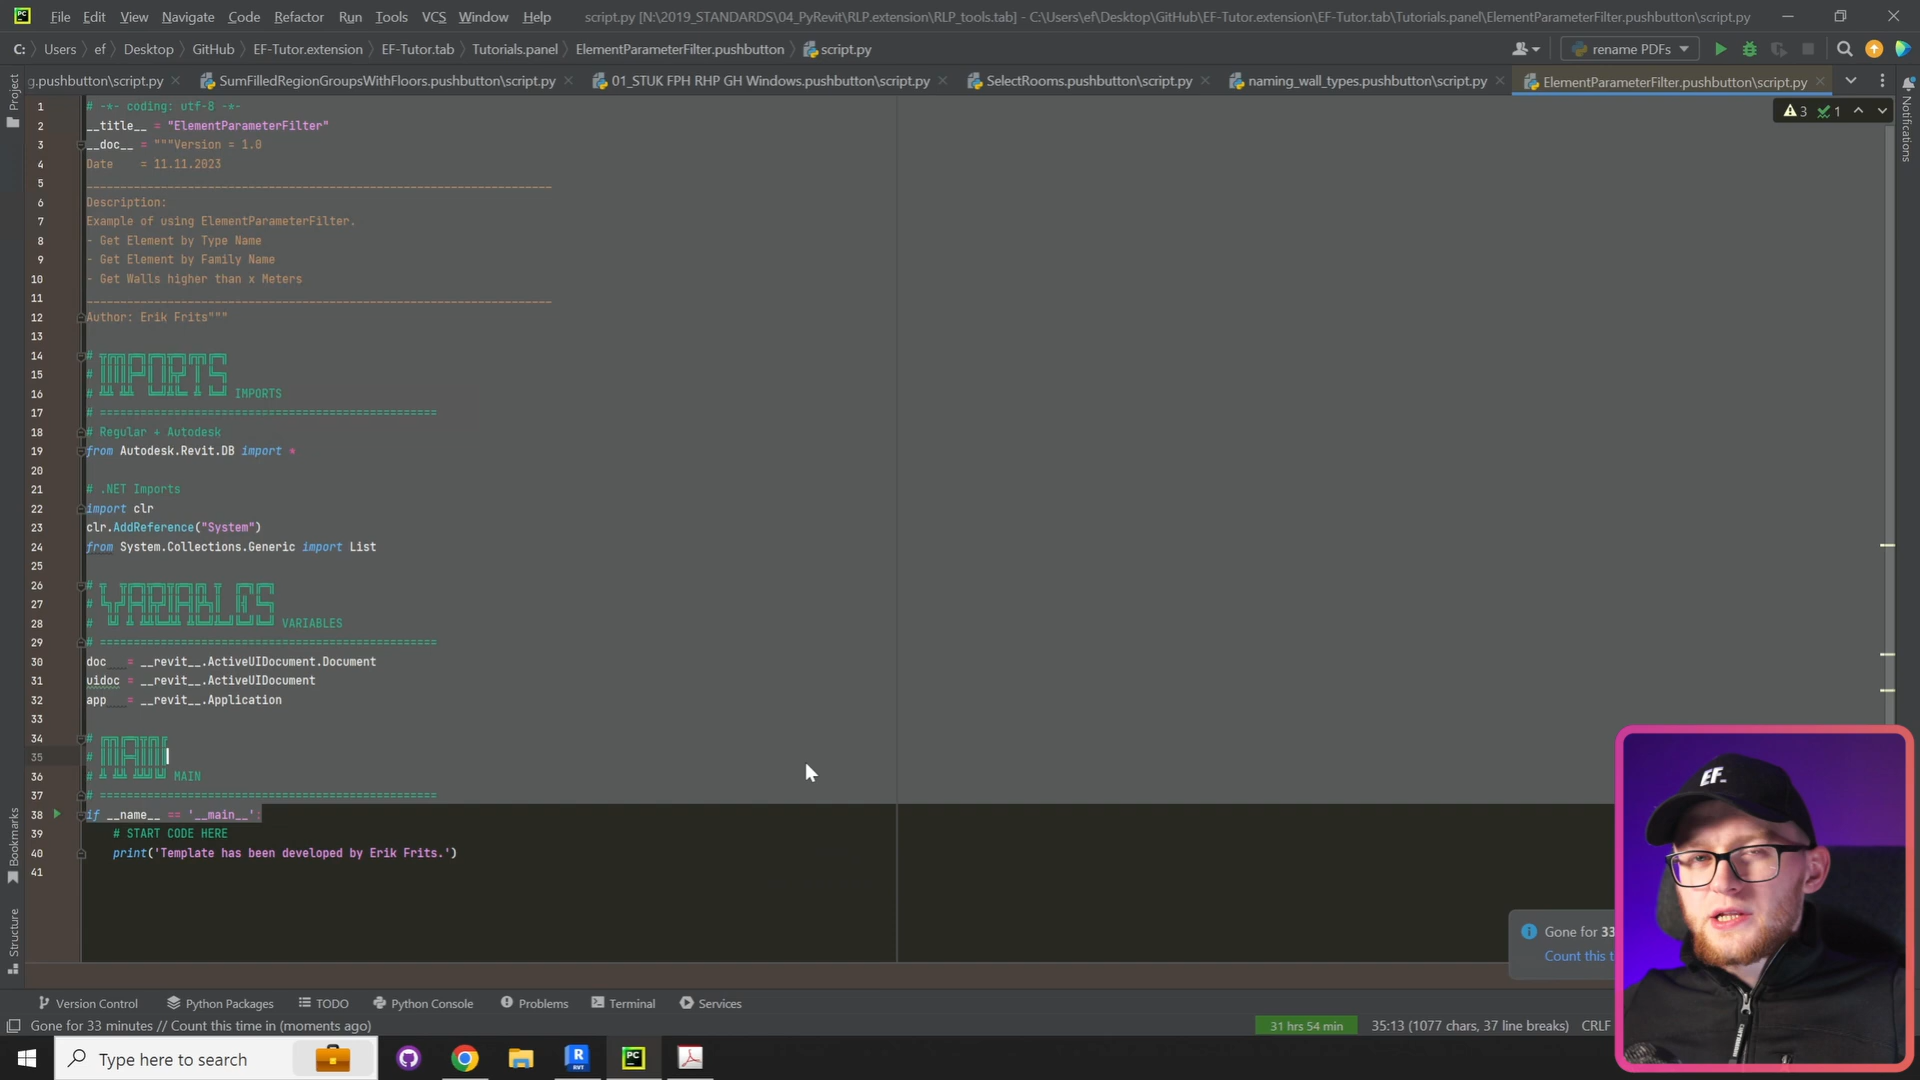 File Edit View Navigate Code Refactor Run Tools VCS Window Help script.py [N:\2019_STANDARDS\04_PyRevit\RLP.extension\RLP_tools.tab] - C:\Users\ef\Desktop\GitHub\EF-Tutor.extension\EF-Tutor.tab\Tutorials.panel\ElementParameterFilter.pushbutton\script.py
C: Users ef Desktop GitHub EF-Tutor.extension EF-Tutor.tab Tutorials.panel ElementParameterFilter.pushbutton script.py rename PDFs
g.pushbutton\script.py SumFilledRegionGroupsWithFloors.pushbutton\script.py 01_STUK FPH RHP GH Windows.pushbutton\script.py SelectRooms.pushbutton\script.py naming_wall_types.pushbutton\script.py ElementParameterFilter.pushbutton\script.py
Project
Notifications
3 1
1 # -*- coding: utf-8 -*-
2 __title__ = "ElementParameterFilter"
3 __doc__ = """Version = 1.0
4 Date    = 11.11.2023
5 _____________________________________________________________________
6 Description:
7 Example of using ElementParameterFilter.
8 - Get Element by Type Name
9 - Get Element by Family Name
10 - Get Walls higher than x Meters
11 _____________________________________________________________________
12 Author: Erik Frits"""
13
14 #
15 # IMPORTS
16 # IMPORTS
17 # ==================================================
18 # Regular + Autodesk
19 from Autodesk.Revit.DB import *
20
21 # .NET Imports
22 import clr
23 clr.AddReference("System")
24 from System.Collections.Generic import List
25
26 #
27 # VARIABLES
28 # VARIABLES
29 # ==================================================
30 doc   = __revit__.ActiveUIDocument.Document
31 uidoc = __revit__.ActiveUIDocument
32 app   = __revit__.Application
33
34 #
35 # MAIN
36 # MAIN
37 # ==================================================
38 if __name__ == '__main__':
39     # START CODE HERE
40     print('Template has been developed by Erik Frits.')
41
Bookmarks
Structure
EF.
Gone for 33
Count this t
Version Control Python Packages TODO Python Console Problems Terminal Services
Gone for 33 minutes // Count this time in (moments ago) 31 hrs 54 min 35:13 (1077 chars, 37 line breaks) CRLF
Type here to search R RVT PC